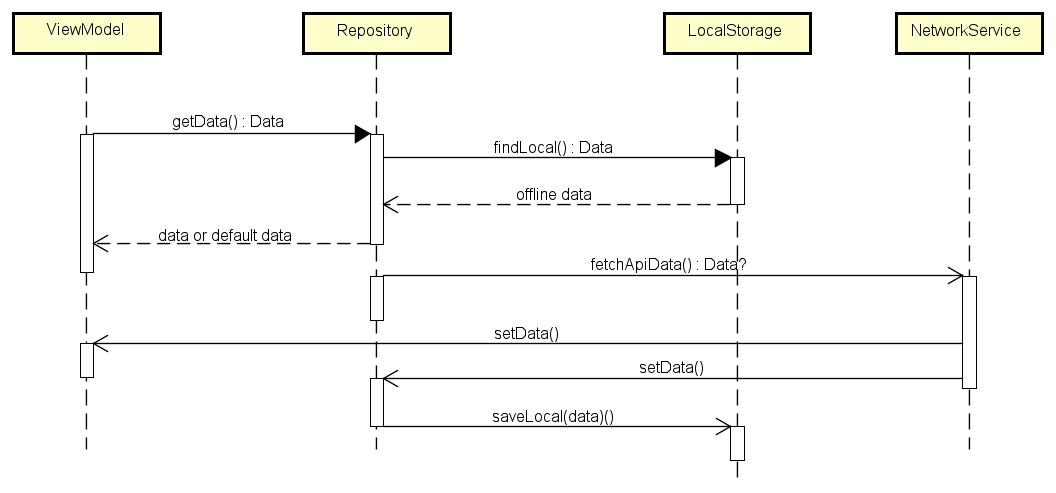 ViewModel
Repository
LocalStorage
NetworkService
getData() : Data
findLocal() : Data
offline data
data or default data
fetchApiData() : Data?
setData()
setData()
saveLocal(data)()